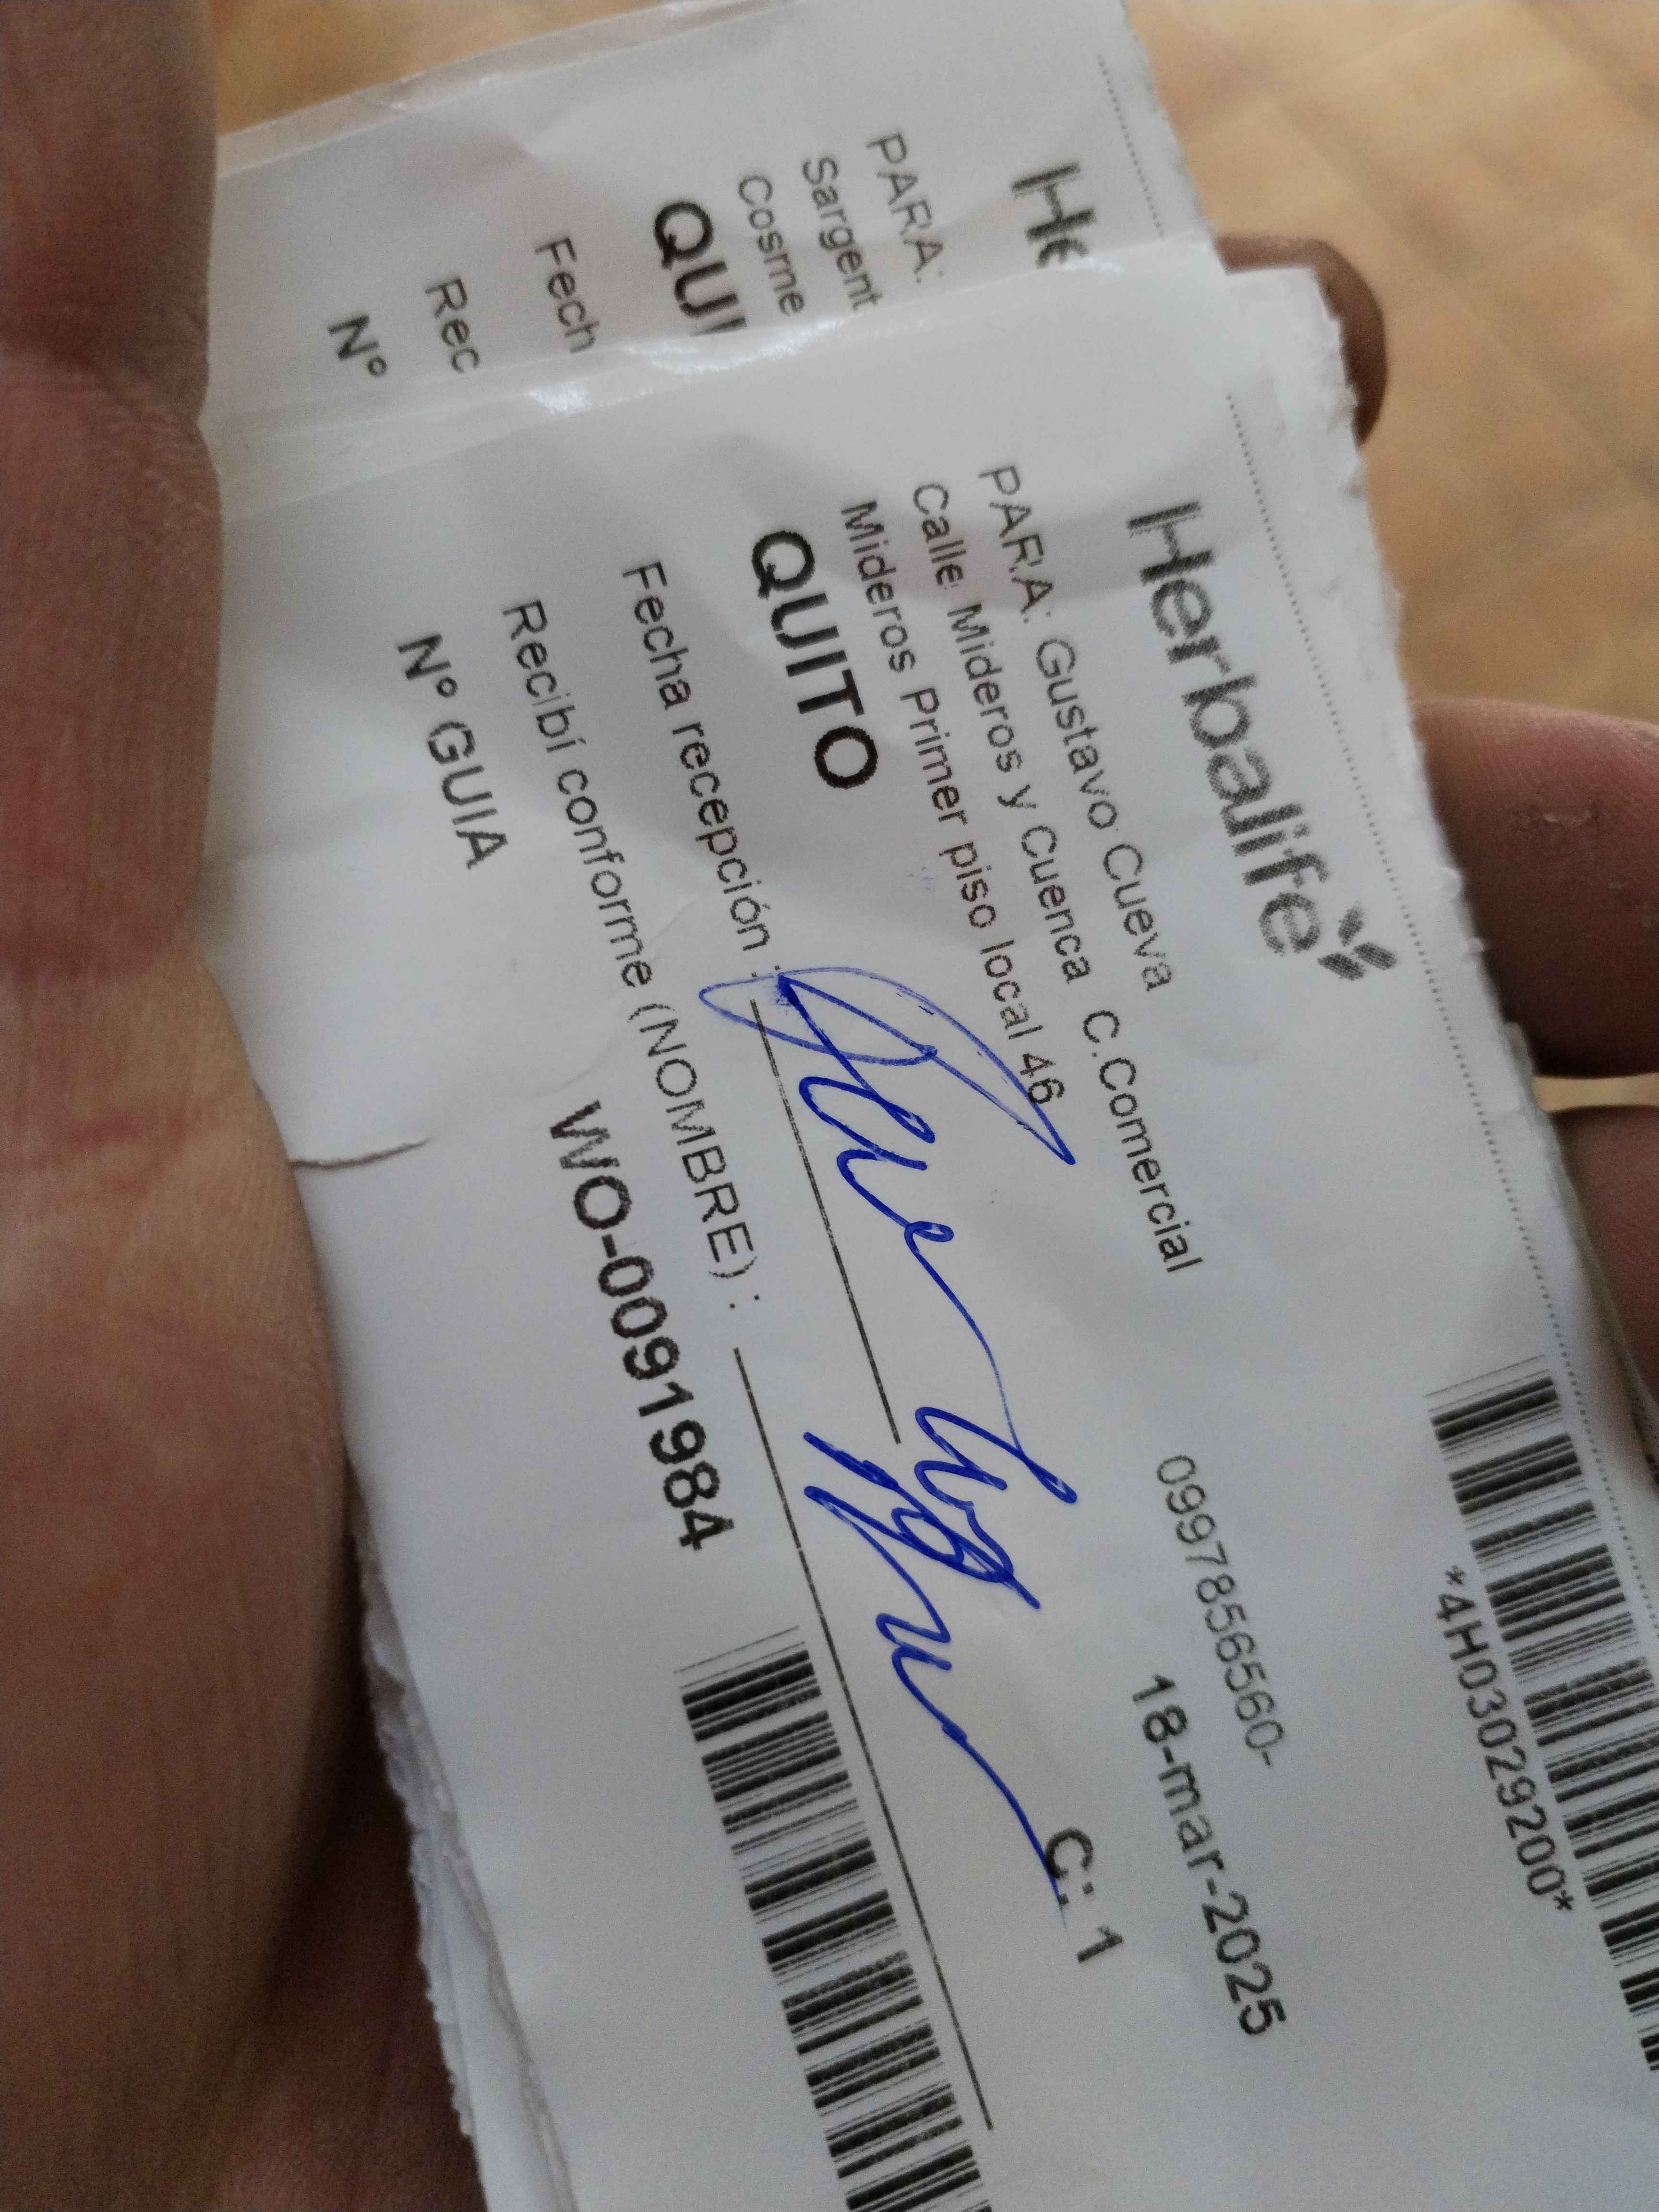 He
PARA:
Sargent
Cosme
QUI
Fech
Rec
N°
Herbalife
*4H03029200*
PARA: Gustavo Cueva
0997856560-
Calle Mideros y Cuenca C.Comercial
Mideros Primer piso local 46
18-mar-2025
QUITO
C: 1
Fecha recepción :
Recibí conforme (NOMBRE) :
N° GUIA WO-0091984